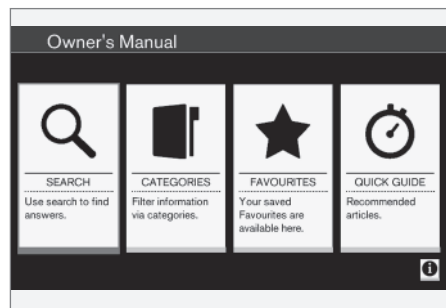 Owner's Manual
SEARCH
Use search to find
answers.
CATEGORIES
Filter information
via categories.
FAVOURITES
Your saved
Favourites are
available here.
QUICK GUIDE
Recommended
articles.
i